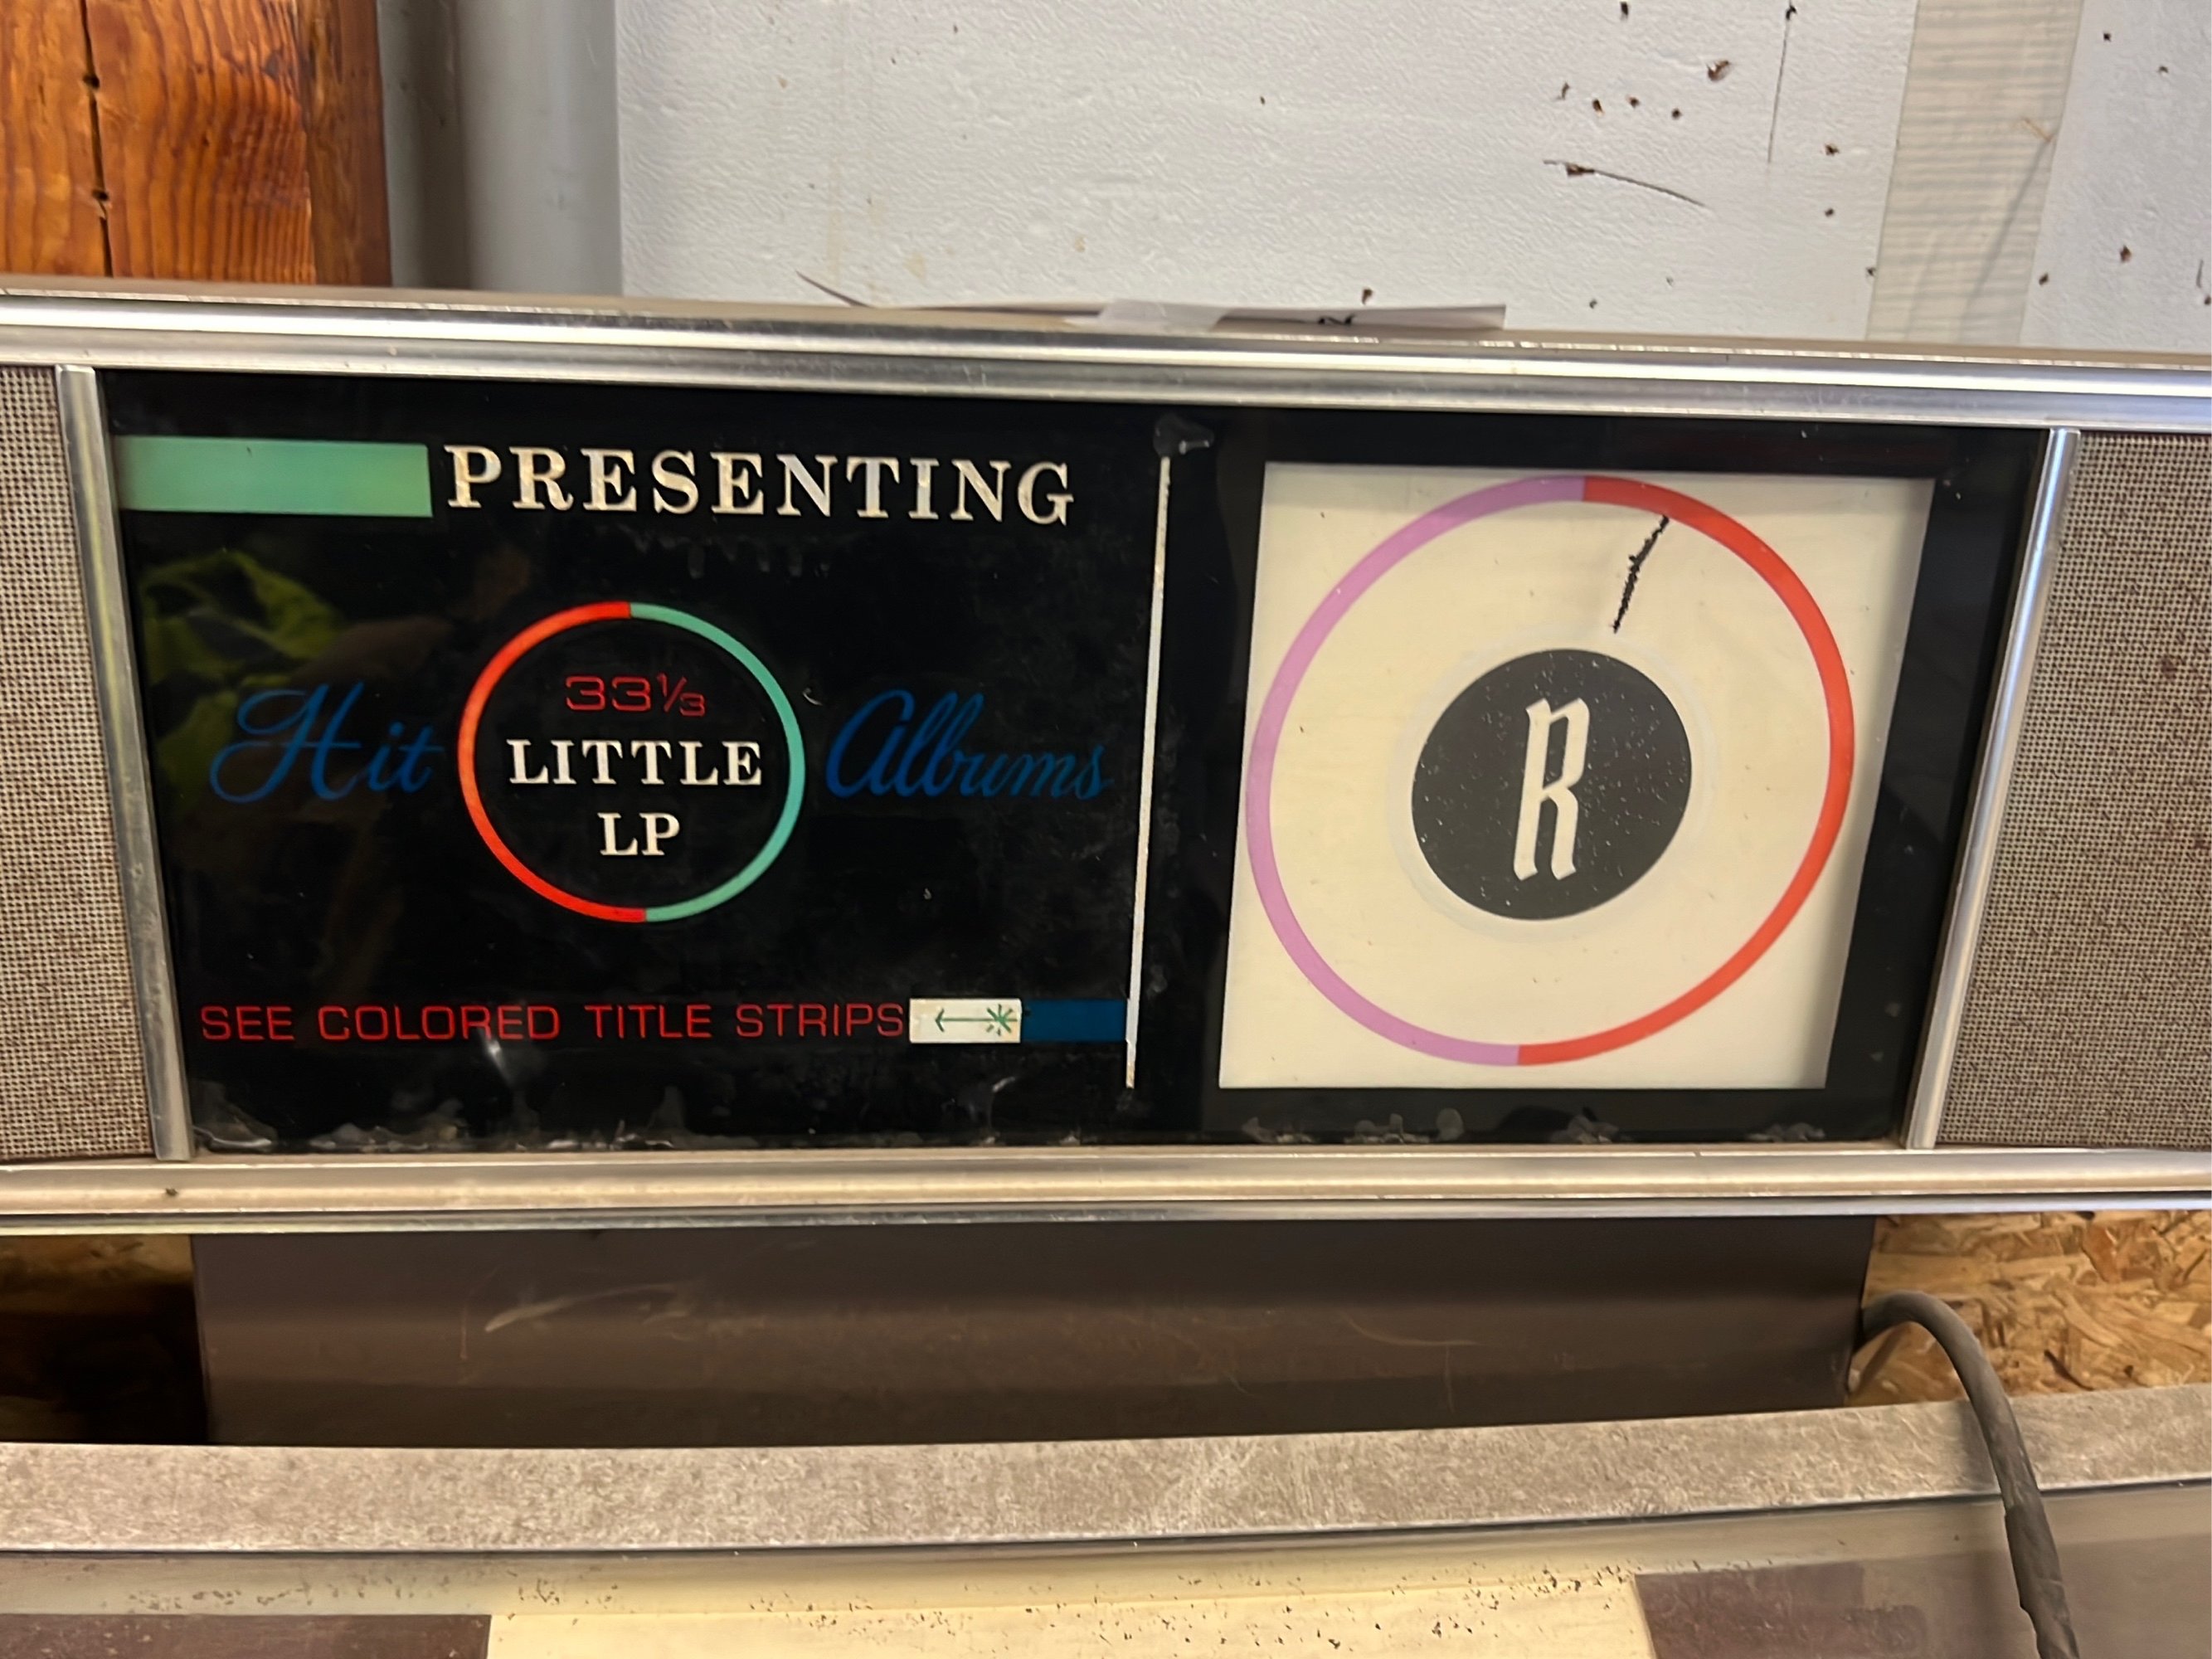 PRESENTING
33⅓
Hit LITTLE Albums
LP
SEE COLORED TITLE STRIPS
R